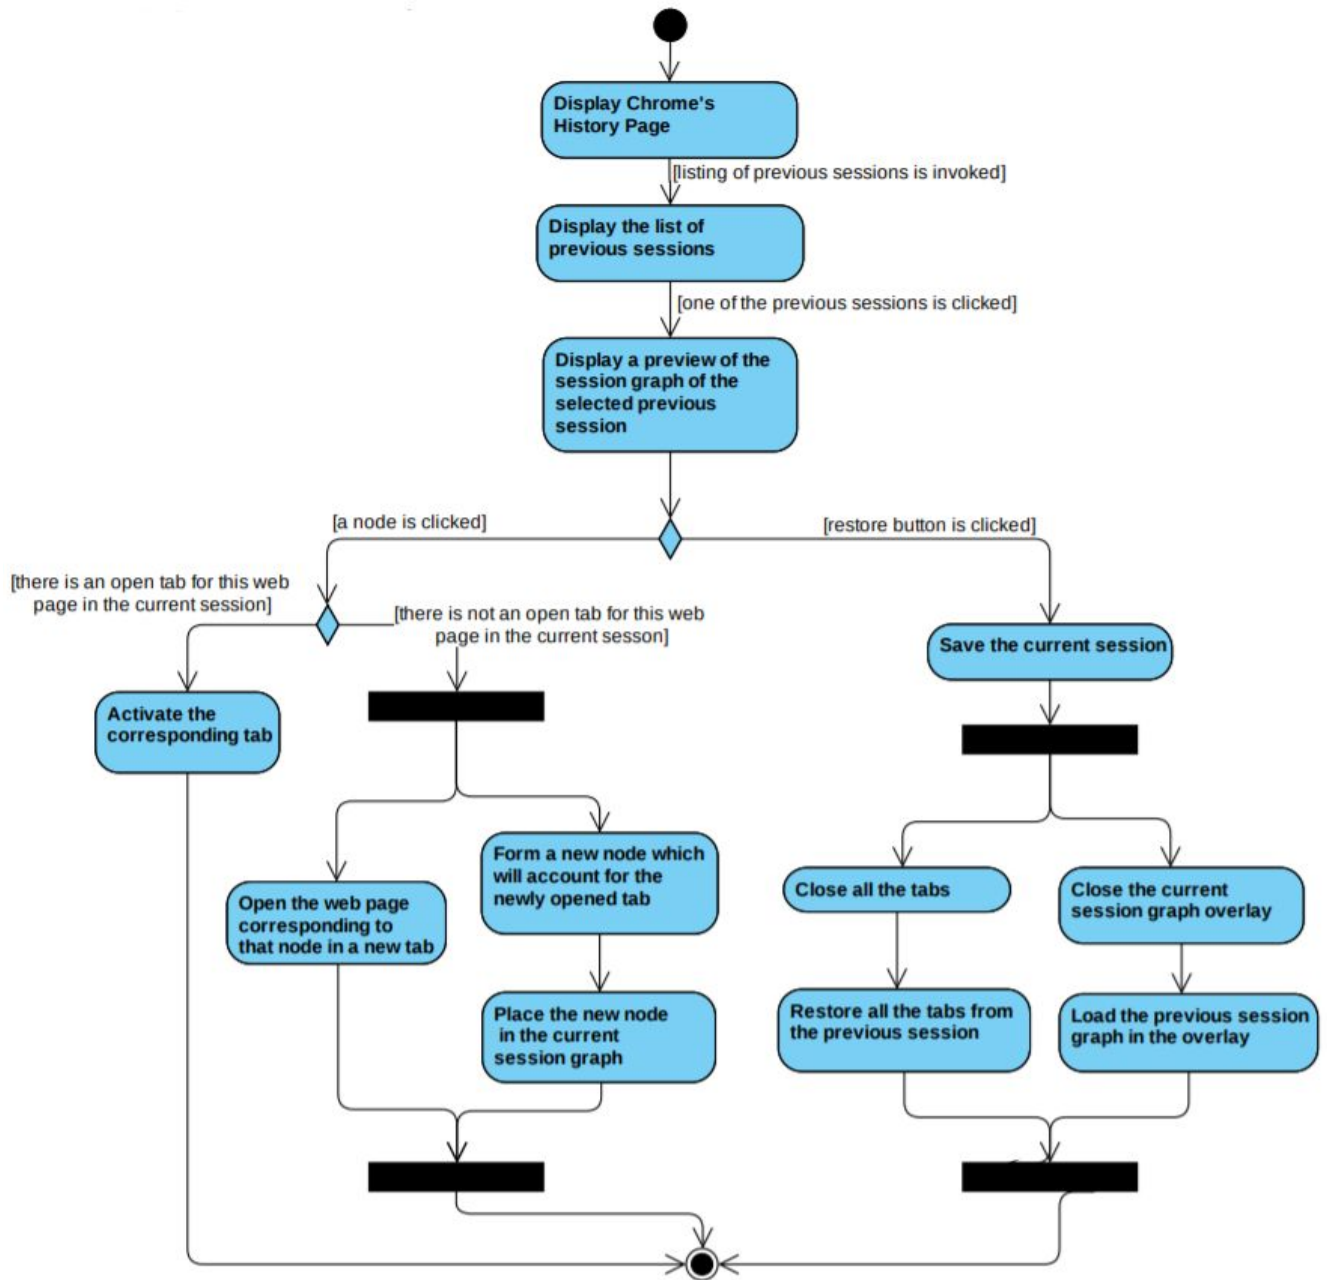 Display Chrome's
History Page
[listing of previous sessions is invoked]
Display the list of
previous sessions
[one of the previous sessions is clicked]
Display a preview of the
session graph of the
selected previous
session
[a node is clicked]
[restore button is clicked]
[there is an open tab for this web
page in the current session]
[there is not an open tab for this web
page in the current sesson]
Save the current session
Activate the
corresponding tab
Form a new node which
will account for the
newly opened tab
Open the web page
corresponding to
that node in a new tab
Close all the tabs
Close the current
session graph overlay
Place the new node
in the current
session graph
Restore all the tabs from
the previous session
Load the previous session
graph in the overlay